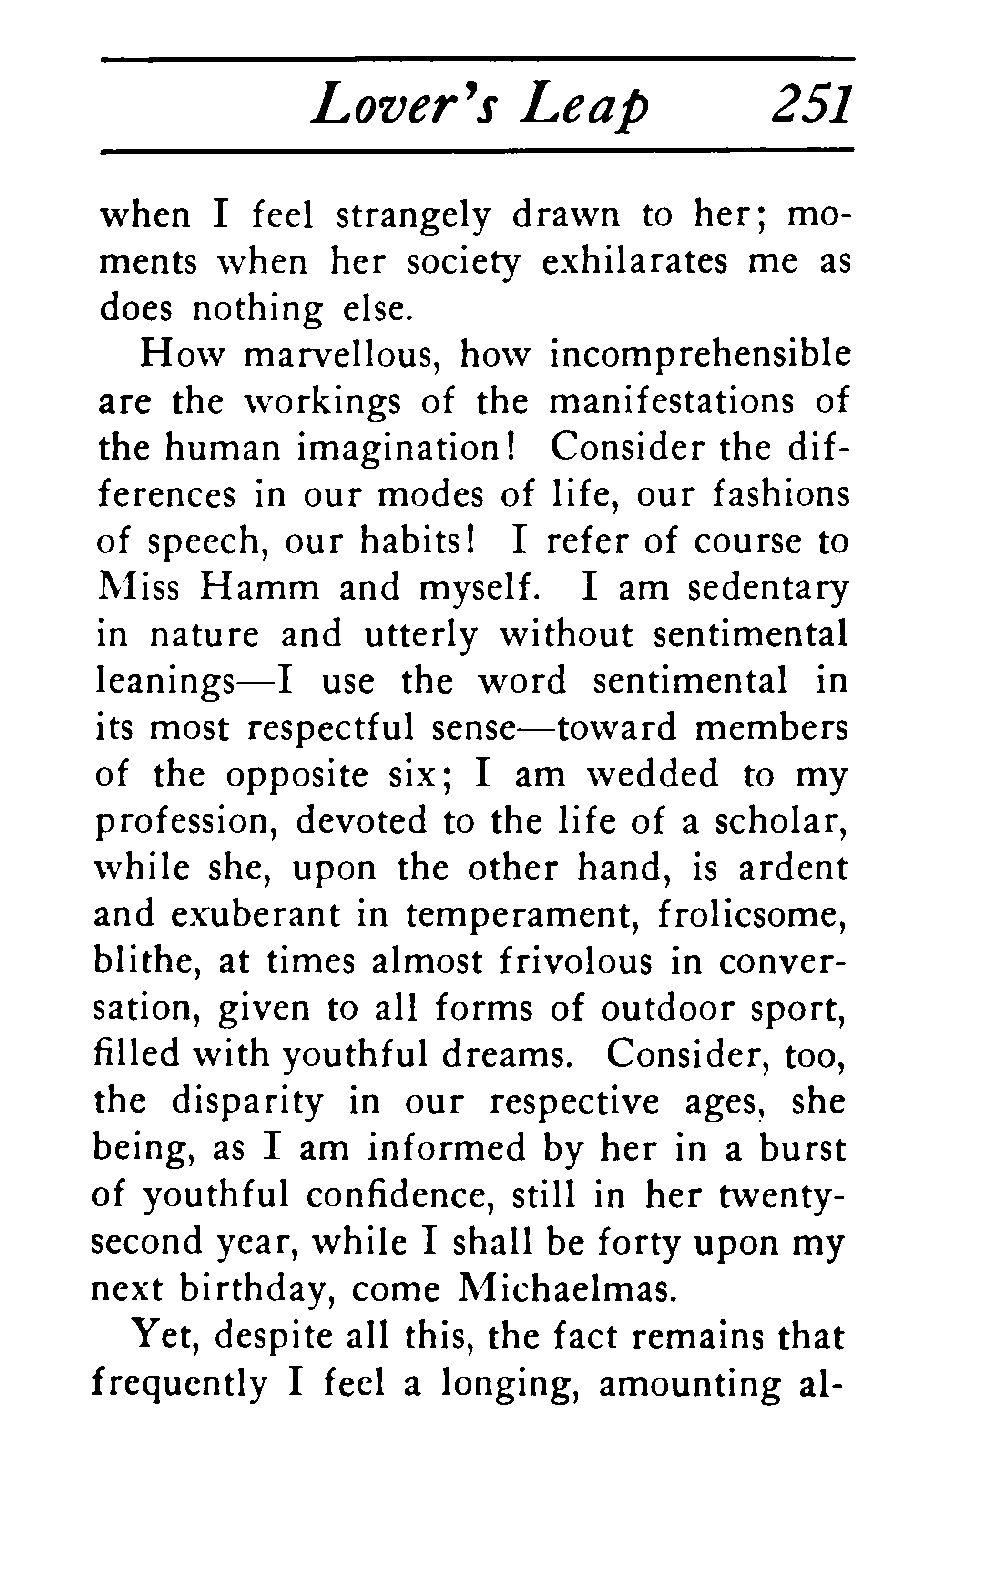 Lover's Leap 251
when I feel strangely drawn to her; mo-
ments when her society exhilarates me as
does nothing else.
How marvellous, how incomprehensible
are the workings of the manifestations of
the human imagination! Consider the dif-
ferences in our modes of life, our fashions
of speech, our habits! I refer of course to
Miss Hamm and myself. I am sedentary
in nature and utterly without sentimental
leanings—I use the word sentimental in
its most respectful sense—toward members
of the opposite six; I am wedded to my
profession, devoted to the life of a scholar,
while she, upon the other hand, is ardent
and exuberant in temperament, frolicsome,
blithe, at times almost frivolous in conver-
sation, given to all forms of outdoor sport,
filled with youthful dreams. Consider, too,
the disparity in our respective ages, she
being, as I am informed by her in a burst
of youthful confidence, still in her twenty-
second year, while I shall be forty upon my
next birthday, come Michaelmas.
Yet, despite all this, the fact remains that
frequently I feel a longing, amounting al-